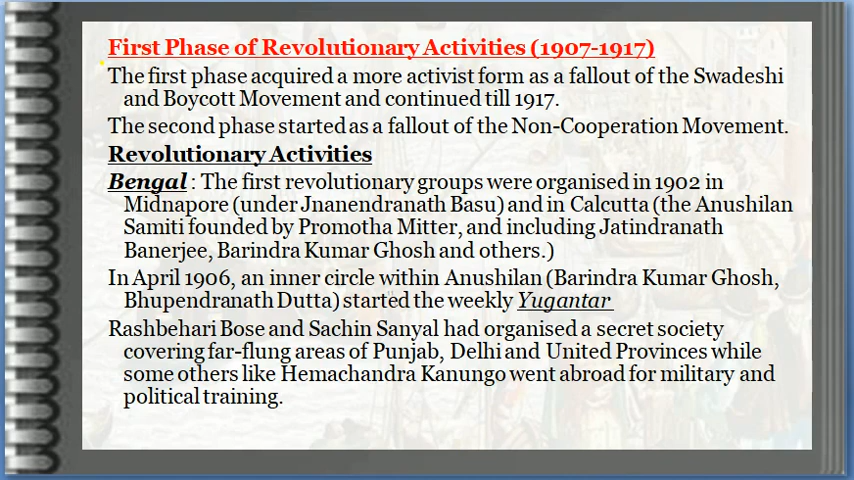 First Phase of Revolutionary Activities (1907-1917)
The first phase acquired a more activist form as a fallout of the Swadeshi
and Boycott Movement and continued till 1917.
The second phase started as a fallout of the Non-Cooperation Movement.
Revolutionary Activities
Bengal : The first revolutionary groups were organised in 1902 in
Midnapore (under Jnanendranath Basu) and in Calcutta (the Anushilan
Samiti founded by Promotha Mitter, and including Jatindranath
Banerjee, Barindra Kumar Ghosh and others.)
In April 1906, an inner circle within Anushilan (Barindra Kumar Ghosh,
Bhupendranath Dutta) started the weekly Yugantar
Rashbehari Bose and Sachin Sanyal had organised a secret society
covering far-flung areas of Punjab, Delhi and United Provinces while
some others like Hemachandra Kanungo went abroad for military and
political training.